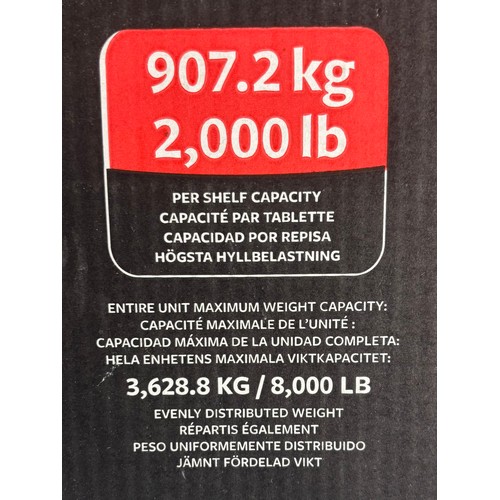 907.2 kg
2,000 lb
PER SHELF CAPACITY
CAPACITÉ PAR TABLETTE
CAPACIDAD POR REPISA
HÖGSTA HYLLBELASTNING
ENTIRE UNIT MAXIMUM WEIGHT CAPACITY:
CAPACITÉ MAXIMALE DE L'UNITÉ :
CAPACIDAD MÁXIMA DE LA UNIDAD COMPLETA:
HELA ENHETENS MAXIMALA VIKTKAPACITET:
3,628.8 KG / 8,000 LB
EVENLY DISTRIBUTED WEIGHT
RÉPARTIS ÉGALEMENT
PESO UNIFORMEMENTE DISTRIBUIDO
JÄMNT FÖRDELAD VIKT